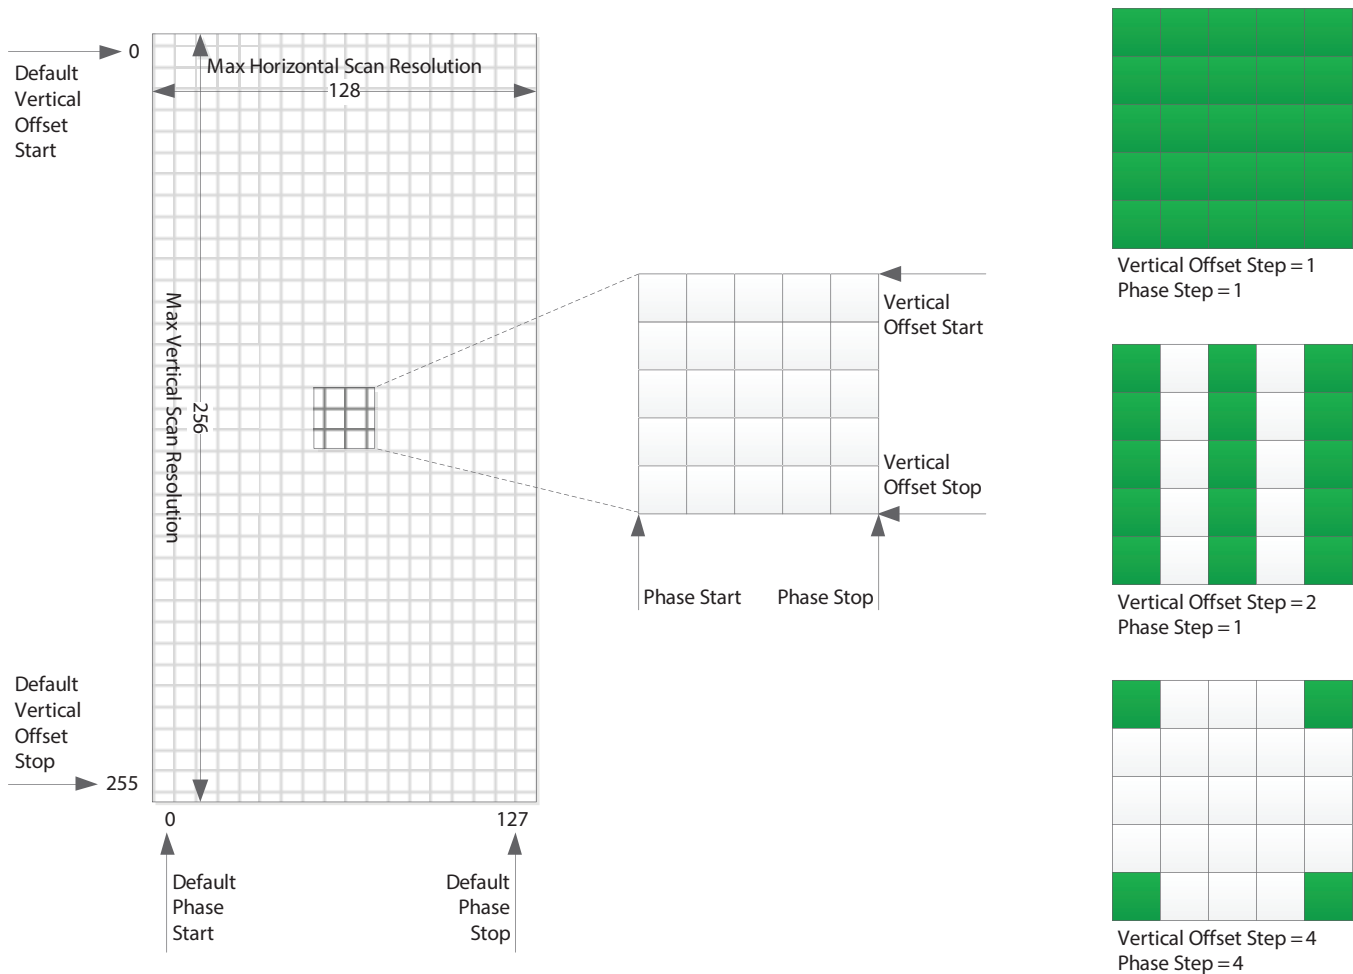 0
Default
Vertical
Offset
Start
Max Horizontal Scan Resolution
128
Max Vertical Scan Resolution
256
Default
Vertical
Offset
Stop
255
0
127
Default
Phase
Start
Default
Phase
Stop
Vertical
Offset Start
Vertical
Offset Stop
Phase Start
Phase Stop
Vertical Offset Step = 1
Phase Step = 1
Vertical Offset Step = 2
Phase Step = 1
Vertical Offset Step = 4
Phase Step = 4